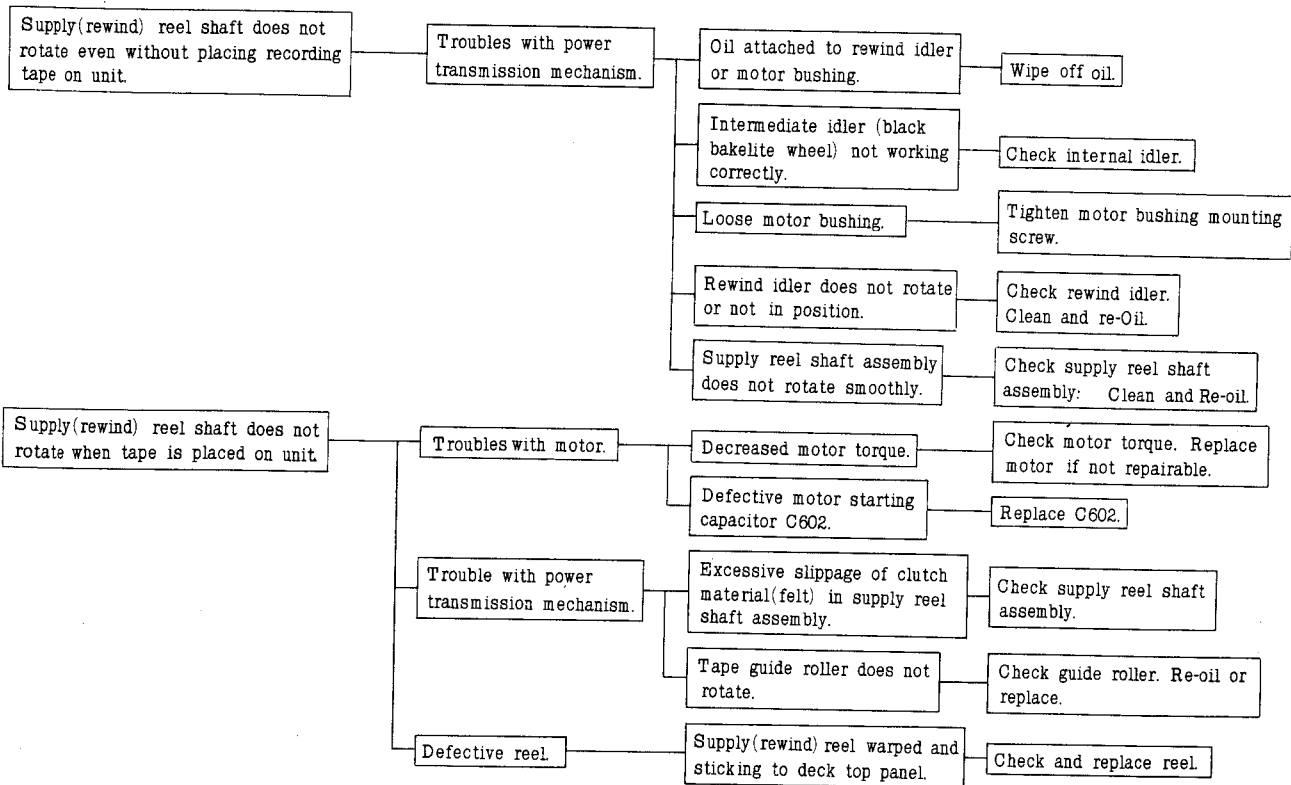 Supply(rewind) reel shaft does not
rotate even without placing recording
tape on unit.
Troubles with power
transmission mechanism.
Oil attached to rewind idler
or motor bushing.
Wipe off oil.
Intermediate idler (black
bakelite wheel) not working
correctly.
Check internal idler.
Loose motor bushing.
Tighten motor bushing mounting
screw.
Rewind idler does not rotate
or not in position.
Check rewind idler.
Clean and re-Oil.
Supply reel shaft assembly
does not rotate smoothly.
Check supply reel shaft
assembly: Clean and Re-oil.
Supply(rewind) reel shaft does not
rotate when tape is placed on unit
Troubles with motor.
Decreased motor torque.
Check motor torque. Replace
motor if not repairable.
Defective motor starting
capacitor C602.
Replace C602.
Trouble with power
transmission mechanism.
Excessive slippage of clutch
material(felt) in supply reel
shaft assembly.
Check supply reel shaft
assembly.
Tape guide roller does not
rotate.
Check guide roller. Re-oil or
replace.
Defective reel.
Supply(rewind) reel warped and
sticking to deck top panel.
Check and replace reel.